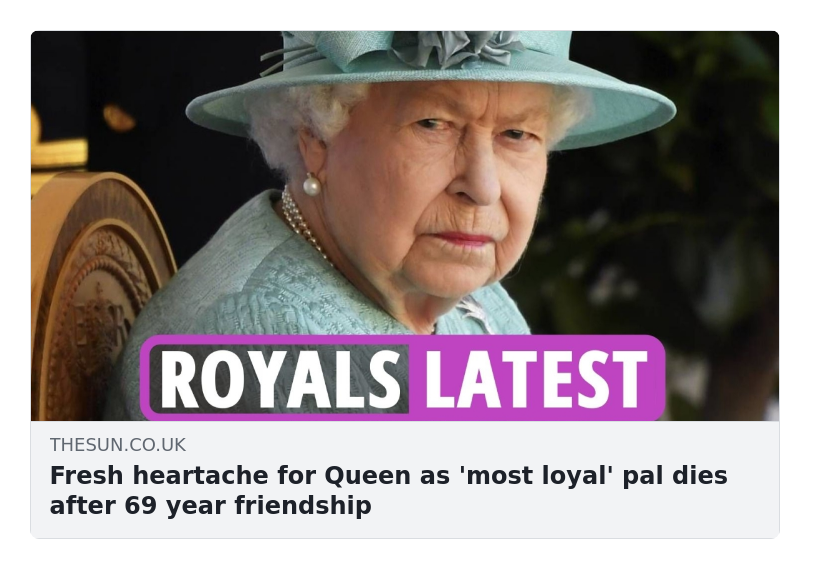 ROYALS LATEST
THESUN.CO.UK
Fresh heartache for Queen as 'most loyal' pal dies
after 69 year friendship